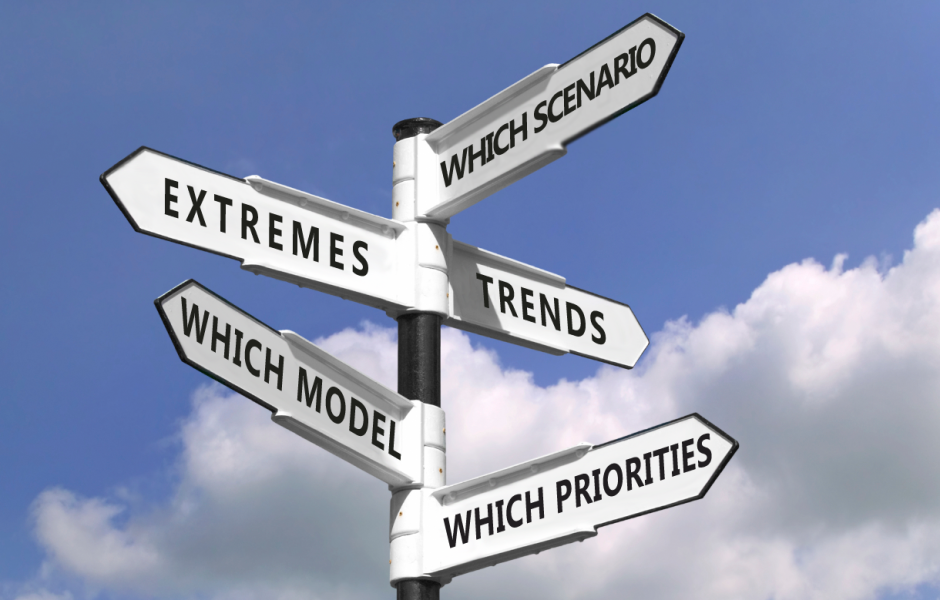 WHICH SCENARIO
EXTREMES
TRENDS
WHICH MODEL
WHICH PRIORITIES